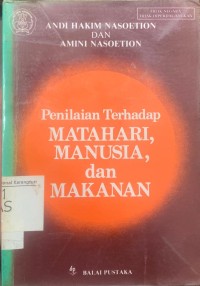 ANDI HAKIM NASOETION
DAN
AMINI NASOETION
Penilaian Terhadap
MATAHARI,
MANUSIA,
dan
MAKANAN
BALAI PUSTAKA